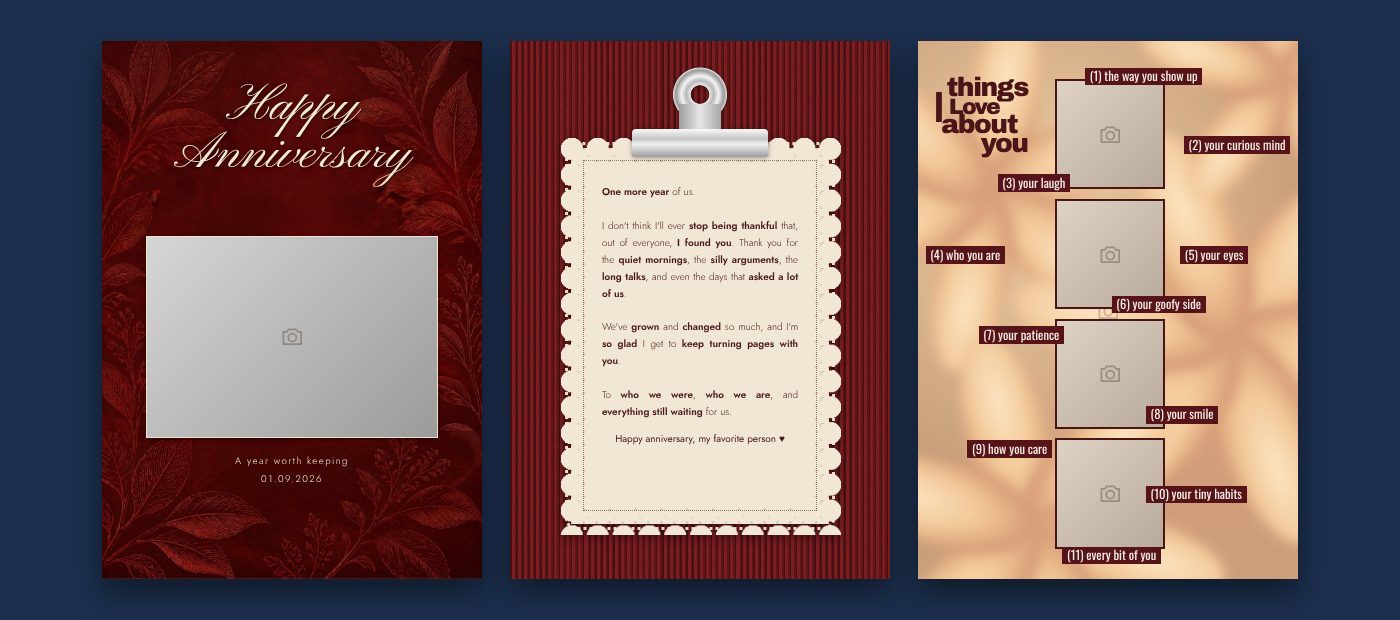 Happy
Anniversary
A year worth keeping
01.09.2026
One more year of us.
I don't think I'll ever stop being thankful that,
out of everyone, I found you. Thank you for
the quiet mornings, the silly arguments, the
long talks, and even the days that asked a lot
of us.
We've grown and changed so much, and I'm
so glad I get to keep turning pages with
you.
To who we were, who we are, and
everything still waiting for us.
Happy anniversary, my favorite person ♥
things
I Love
about
you
(1) the way you show up
(2) your curious mind
(3) your laugh
(4) who you are
(5) your eyes
(6) your goofy side
(7) your patience
(8) your smile
(9) how you care
(10) your tiny habits
(11) every bit of you